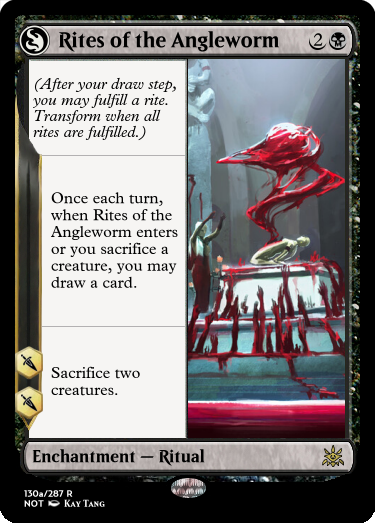 Rites of the Angleworm 2
(After your draw step,
you may fulfill a rite.
Transform when all
rites are fulfilled.)
Once each turn,
when Rites of the
Angleworm enters
or you sacrifice a
creature, you may
draw a card.
Sacrifice two
creatures.
Enchantment — Ritual
130a/287 R
NOT KAY TANG